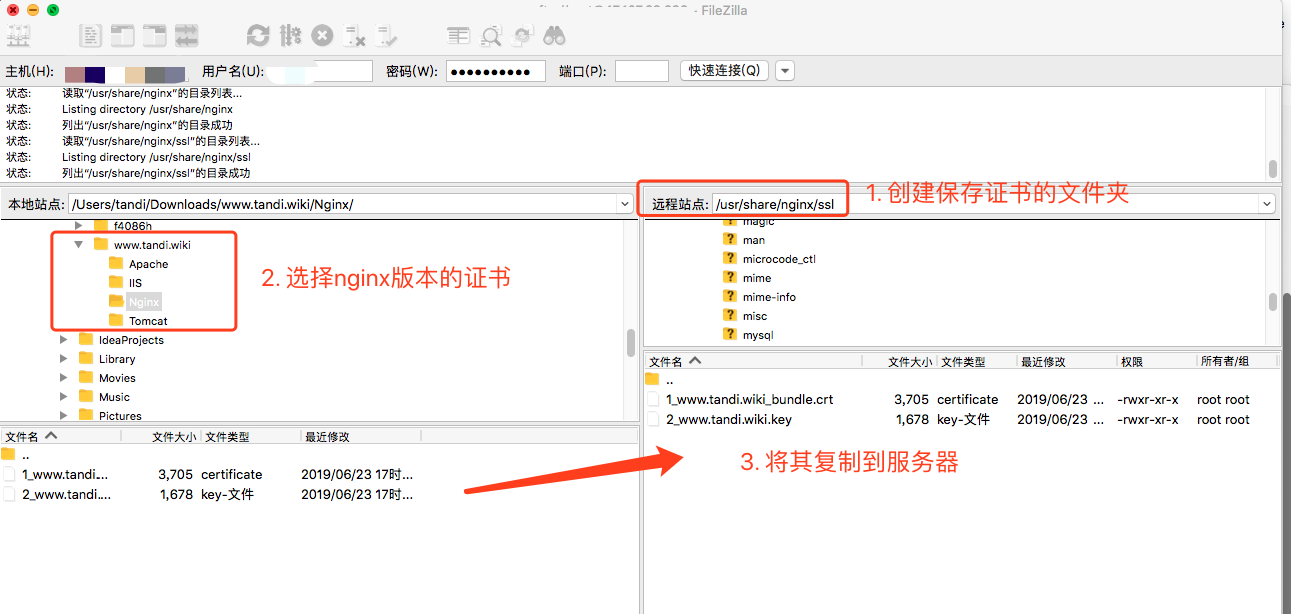 - FileZilla
主机(H):
用户名(U):
密码(W):
●●●●●●●●●●
端口(P):
快速连接(Q)
状态: 读取“/usr/share/nginx”的目录列表...
状态: Listing directory /usr/share/nginx
状态: 列出“/usr/share/nginx”的目录成功
状态: 读取“/usr/share/nginx/ssl”的目录列表...
状态: Listing directory /usr/share/nginx/ssl
状态: 列出“/usr/share/nginx/ssl”的目录成功
本地站点: /Users/tandi/Downloads/www.tandi.wiki/Nginx/
f4086h
www.tandi.wiki
Apache
IIS
Nginx
Tomcat
IdeaProjects
Library
Movies
Music
Pictures
2. 选择nginx版本的证书
文件名 文件大小 文件类型 最近修改
..
1_www.tandi.... 3,705 certificate 2019/06/23 17时...
2_www.tandi.... 1,678 key-文件 2019/06/23 17时...
远程站点: /usr/share/nginx/ssl
1. 创建保存证书的文件夹
magic
man
microcode_ctl
mime
mime-info
misc
mysql
文件名 文件大小 文件类型 最近修改 权限 所有者/组
..
1_www.tandi.wiki_bundle.crt 3,705 certificate 2019/06/23 ... -rwxr-xr-x root root
2_www.tandi.wiki.key 1,678 key-文件 2019/06/23 ... -rwxr-xr-x root root
3. 将其复制到服务器